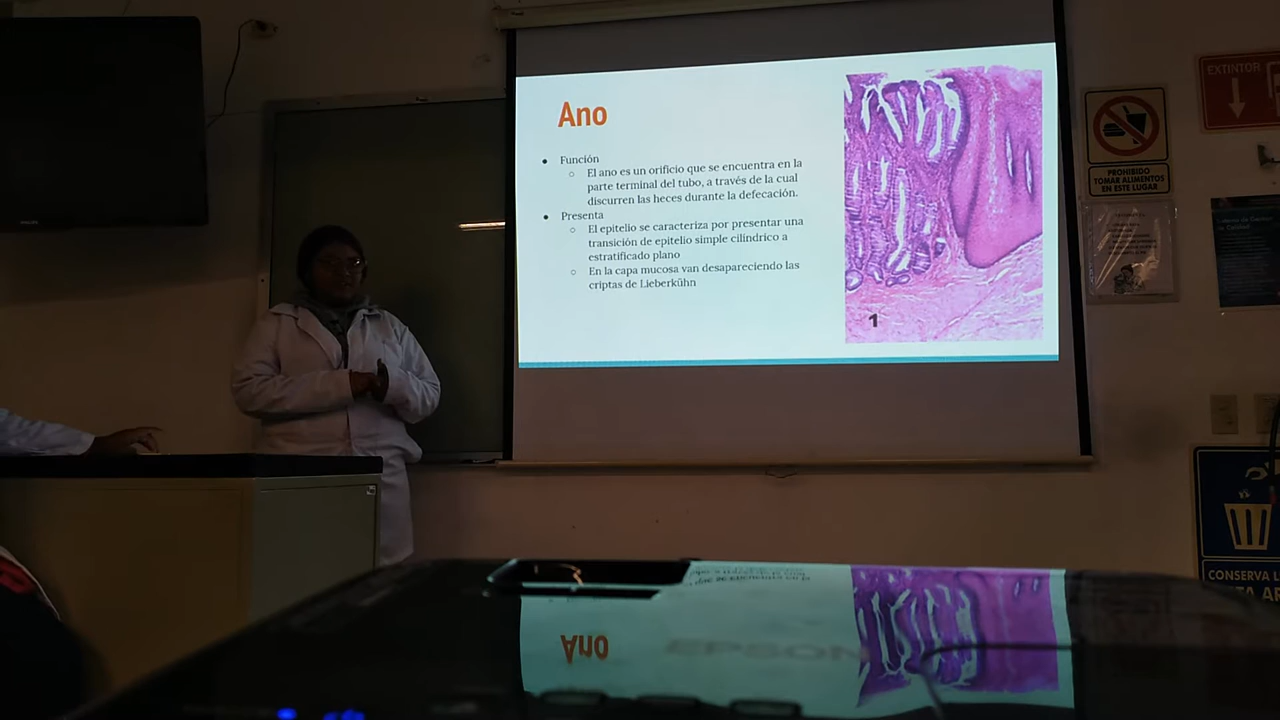 Ano
● Función
○ El ano es un orificio que se encuentra en la
parte terminal del tubo, a través de la cual
discurren las heces durante la defecación.
● Presenta
○ El epitelio se caracteriza por presentar una
transición de epitelio simple cilíndrico a
estratificado plano
○ En la capa mucosa van desapareciendo las
criptas de Lieberkühn
1
EXTINTOR
PROHIBIDO
TOMAR ALIMENTOS
EN ESTE LUGAR
CONSERVA
PHILIPS
Ano
EPSON